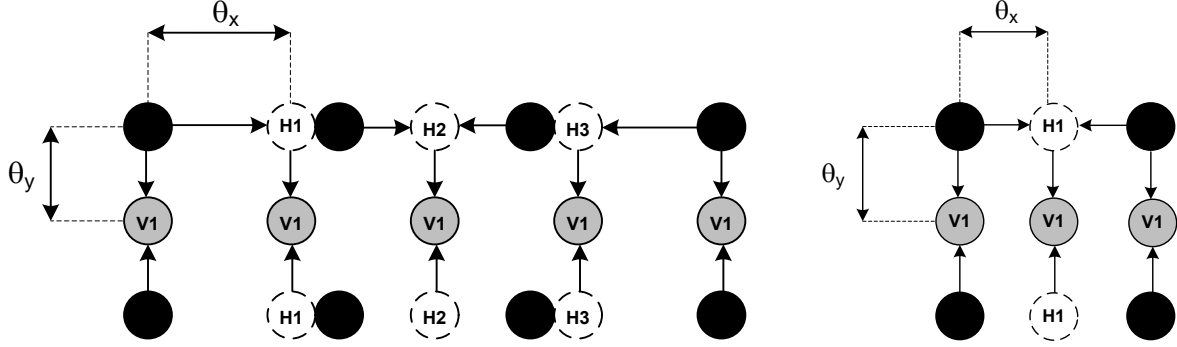 θx θx
H1 H2 H3 H1
θy θy
V1 V1 V1 V1 V1 V1 V1 V1
H1 H2 H3 H1